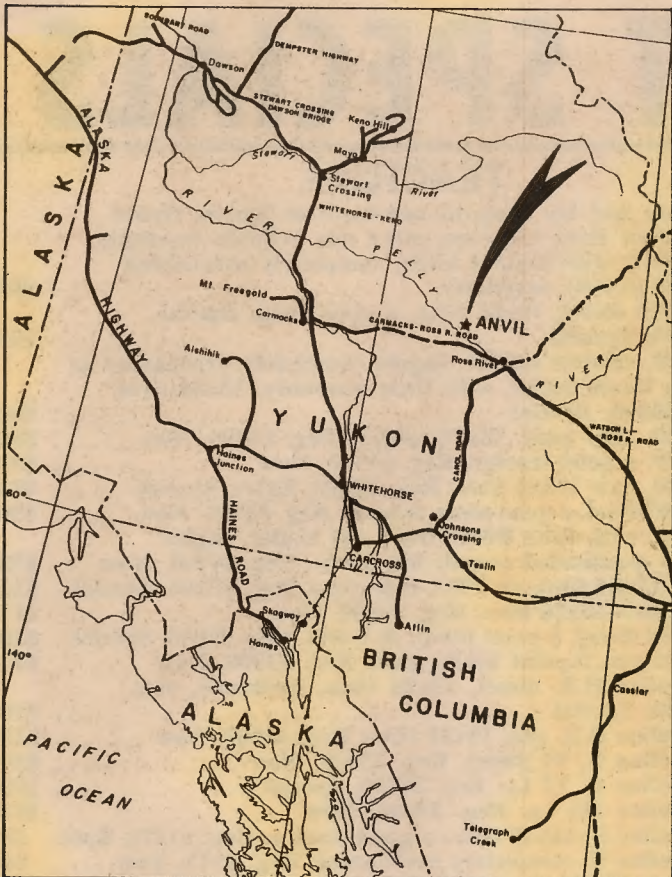 BOUNDARY ROAD
DEMPSTER HIGHWAY
Dawson
STEWART CROSSING
DAWSON BRIDGE
Keno Hill
Mayo
Stewart
River
Stewart
Crossing
WHITEHORSE - KENO
RIVER
PELLY
ALASKA
ALASKA
HIGHWAY
Mt. Freegold
Carmacks
CARMACKS-ROSS R. ROAD
ANVIL
Ross River
RIVER
Aishihik
YUKON
CANOL ROAD
WATSON L.-
ROSS R. ROAD
Haines
Junction
WHITEHORSE
60°
HAINES
ROAD
Johnsons
Crossing
CARCROSS
Teslin
Skagway
Haines
Atlin
140°
BRITISH
COLUMBIA
Cassiar
ALASKA
PACIFIC
OCEAN
Telegraph
Creek